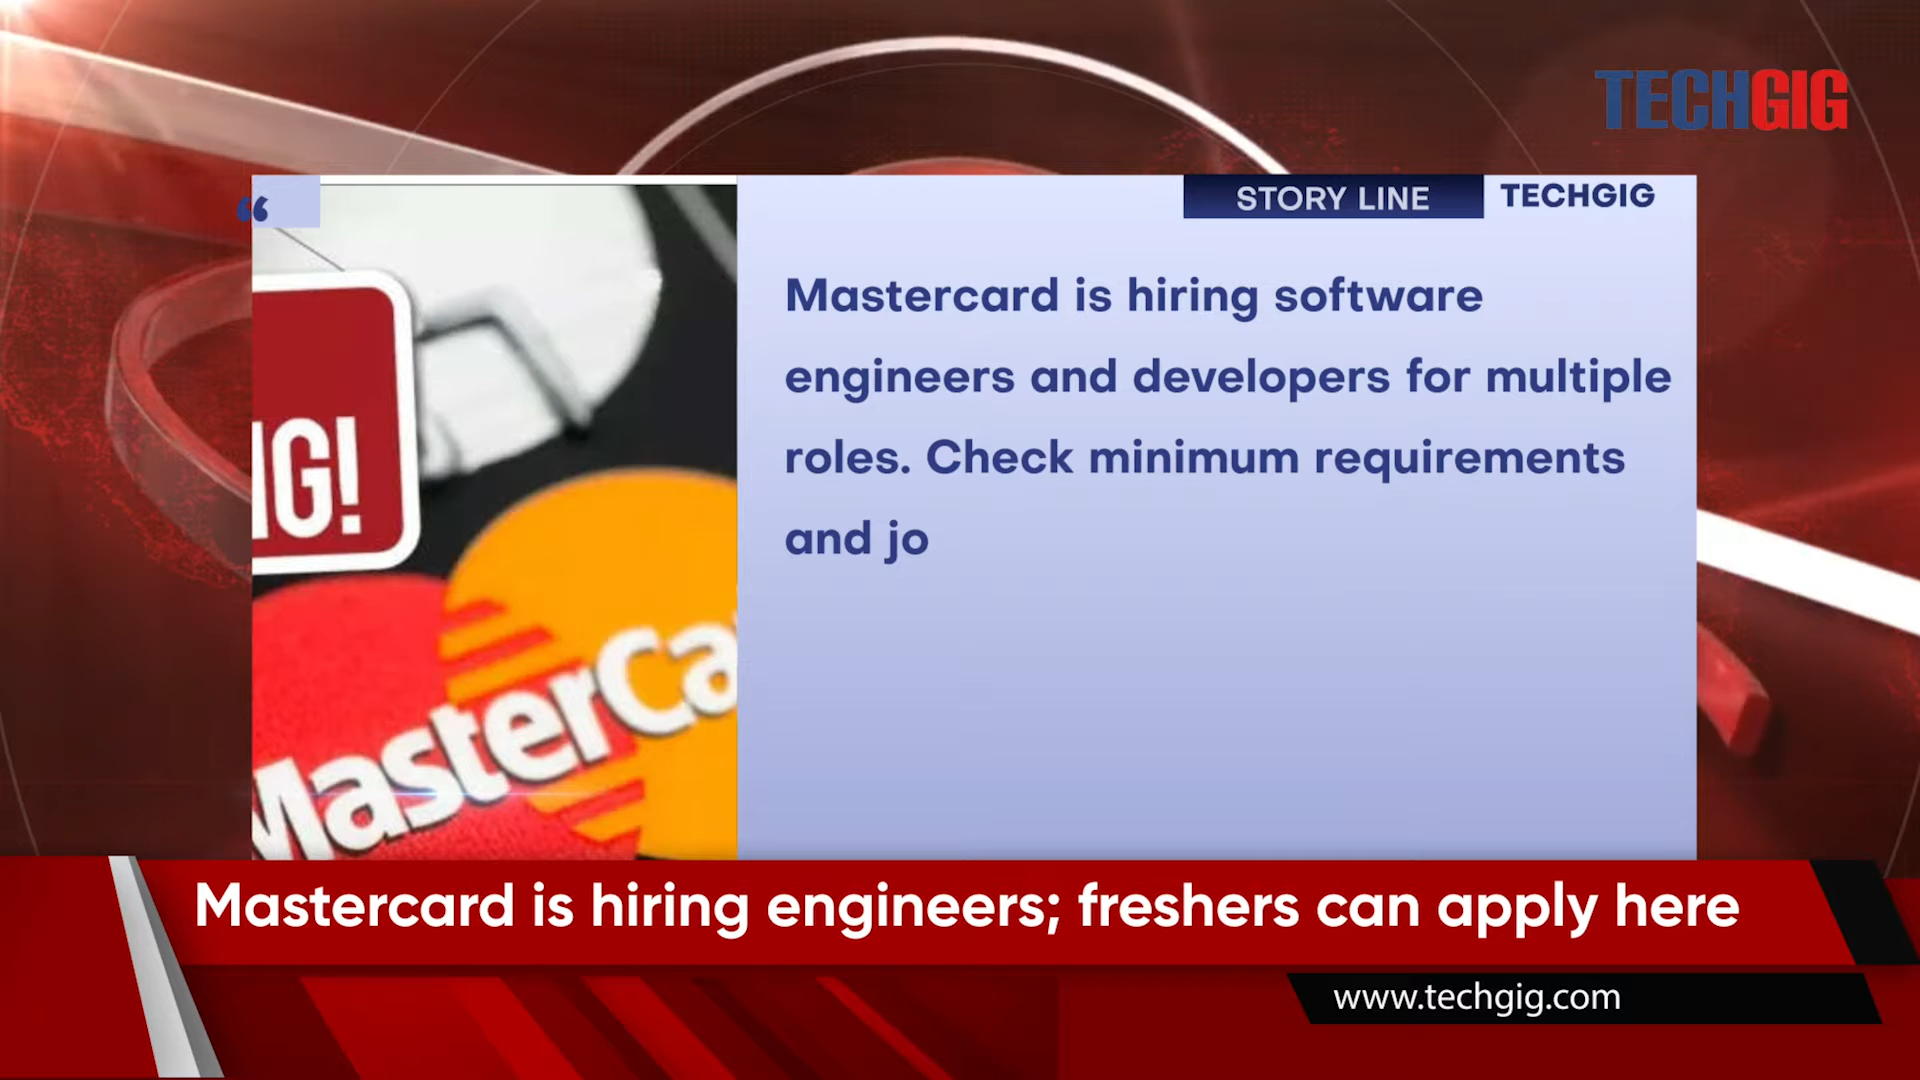 TECHGIG
STORY LINE
TECHGIG
“
Mastercard is hiring software
engineers and developers for multiple
roles. Check minimum requirements
and jo
NG!
MasterCa
Mastercard is hiring engineers; freshers can apply here
www.techgig.com